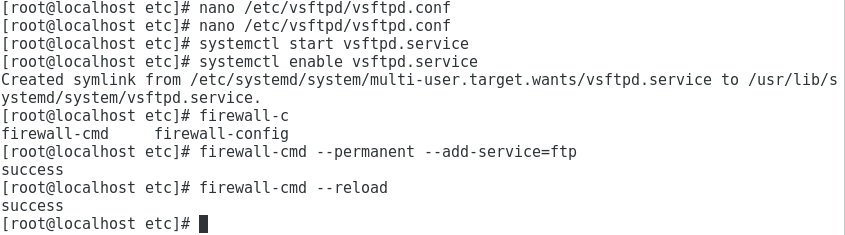 [root@localhost etc]# nano /etc/vsftpd/vsftpd.conf
[root@localhost etc]# nano /etc/vsftpd/vsftpd.conf
[root@localhost etc]# systemctl start vsftpd.service
[root@localhost etc]# systemctl enable vsftpd.service
Created symlink from /etc/systemd/system/multi-user.target.wants/vsftpd.service to /usr/lib/s
ystemd/system/vsftpd.service.
[root@localhost etc]# firewall-c
firewall-cmd     firewall-config
[root@localhost etc]# firewall-cmd --permanent --add-service=ftp
success
[root@localhost etc]# firewall-cmd --reload
success
[root@localhost etc]#